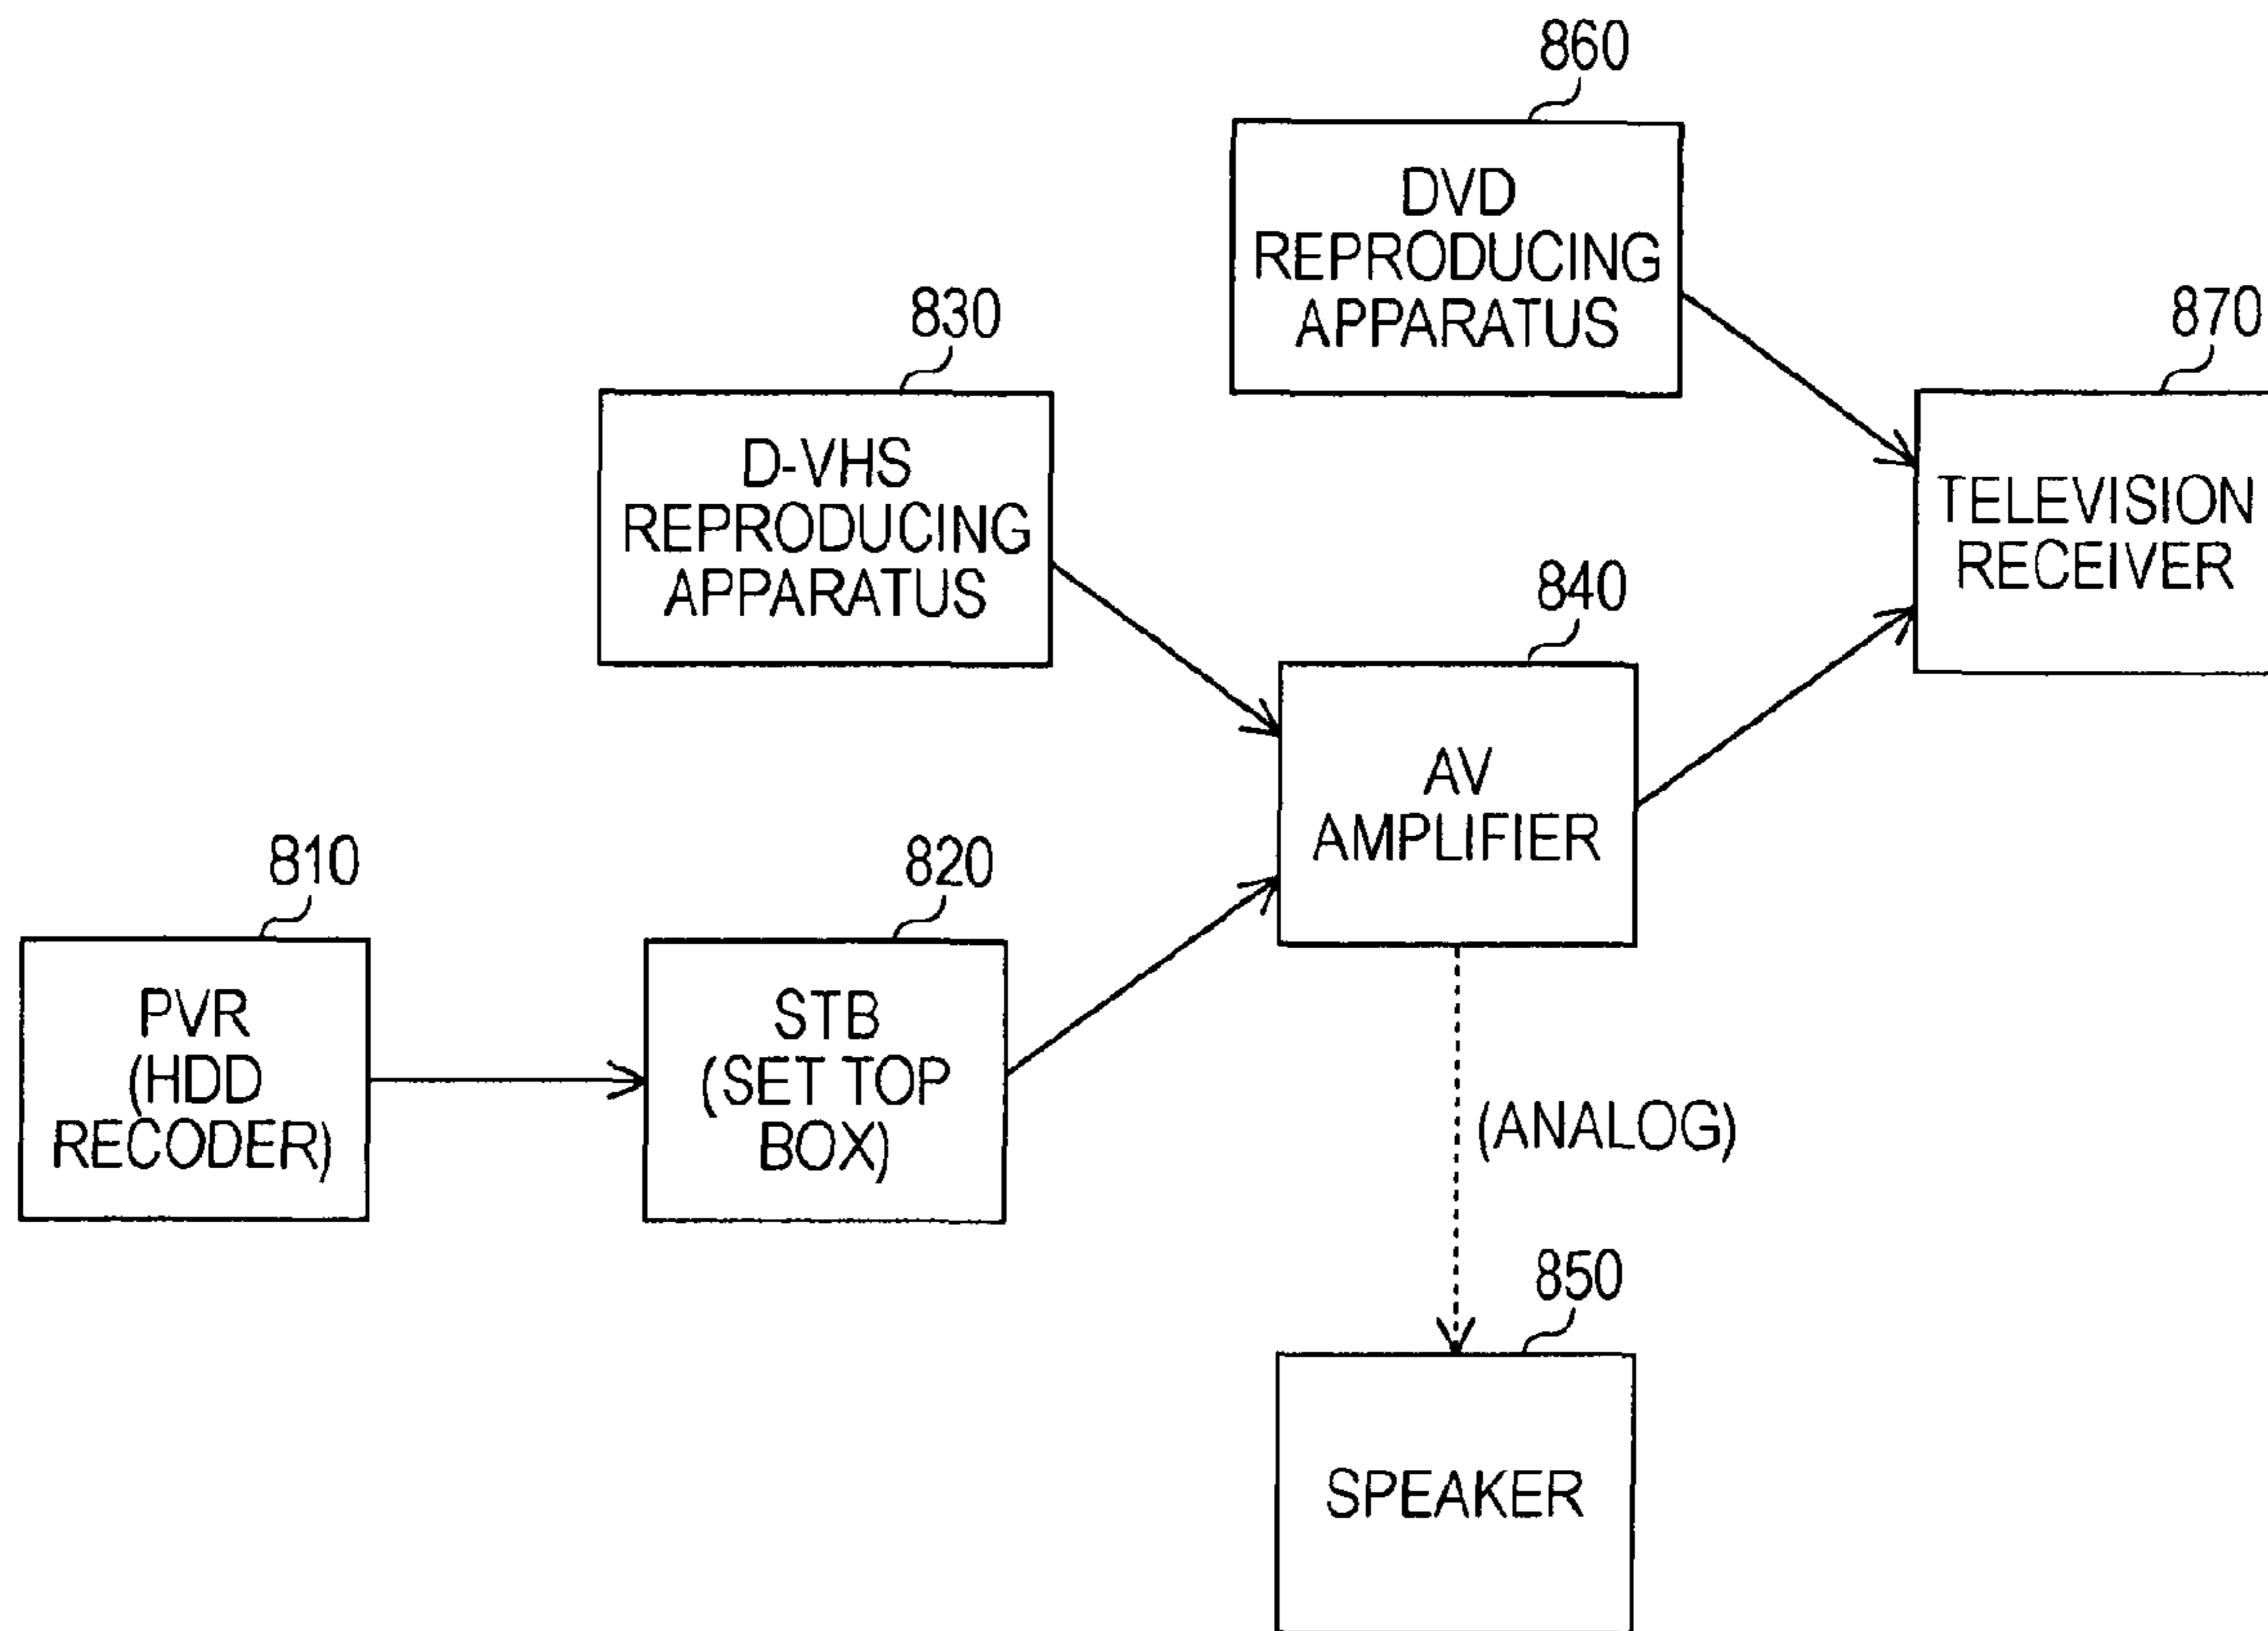 860
DVD
REPRODUCING
APPARATUS
870
TELEVISION
RECEIVER
830
D-VHS
REPRODUCING
APPARATUS
840
AV
AMPLIFIER
810
PVR
(HDD
RECODER)
820
STB
(SET TOP
BOX)
(ANALOG)
850
SPEAKER